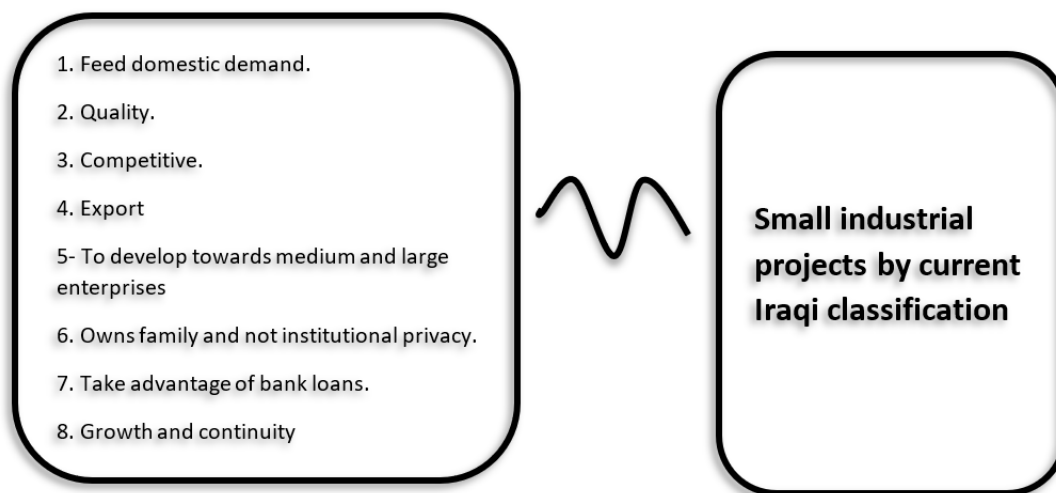 1. Feed domestic demand.
2. Quality.
3. Competitive.
4. Export
5- To develop towards medium and large
enterprises
6. Owns family and not institutional privacy.
7. Take advantage of bank loans.
8. Growth and continuity
Small industrial
projects by current
Iraqi classification